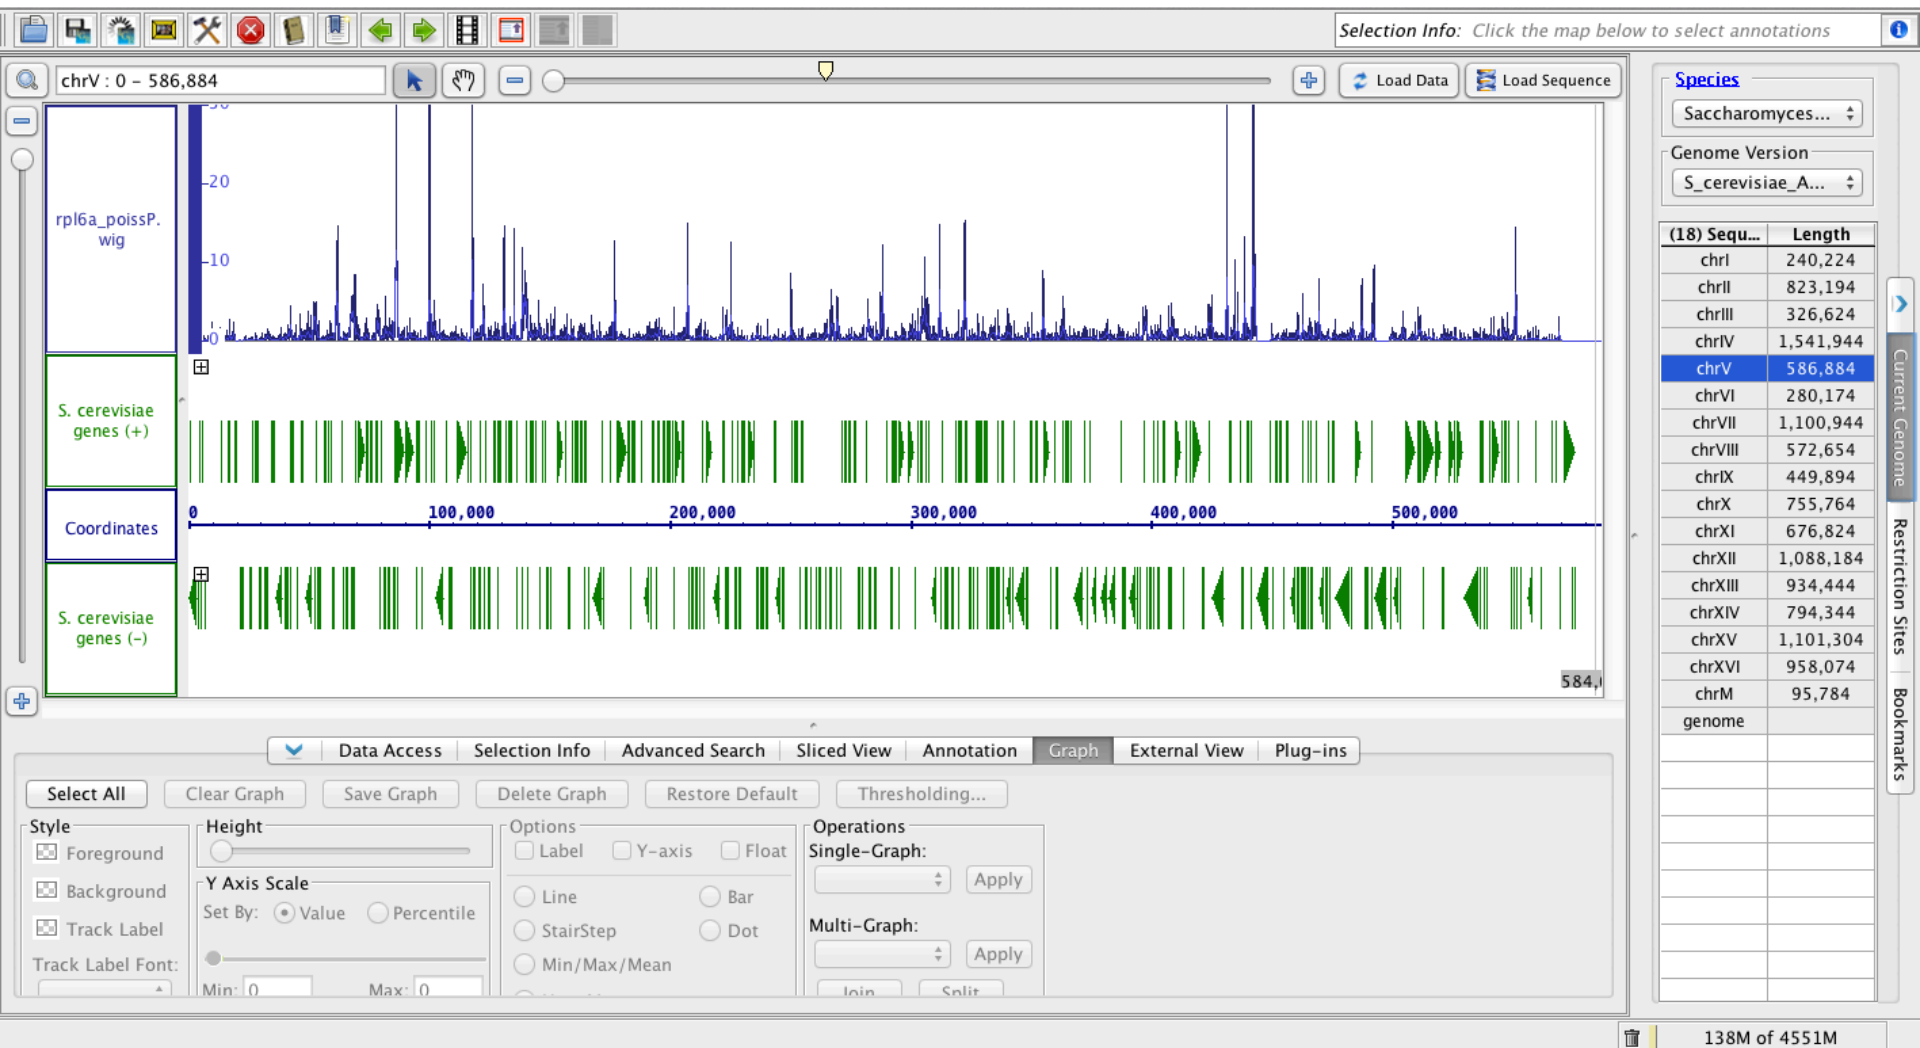 Selection Info: Click the map below to select annotations
chrV : 0 – 586,884
Load Data
Load Sequence
30
20
10
0
rpl6a_poissP.
wig
S. cerevisiae
genes (+)
Coordinates
0 100,000 200,000 300,000 400,000 500,000
S. cerevisiae
genes (-)
584,
Species
Saccharomyces...
Genome Version
S_cerevisiae_A...
(18) Sequ... Length
chrI 240,224
chrII 823,194
chrIII 326,624
chrIV 1,541,944
chrV 586,884
chrVI 280,174
chrVII 1,100,944
chrVIII 572,654
chrIX 449,894
chrX 755,764
chrXI 676,824
chrXII 1,088,184
chrXIII 934,444
chrXIV 794,344
chrXV 1,101,304
chrXVI 958,074
chrM 95,784
genome
Current Genome
Restriction Sites
Bookmarks
Data Access
Selection Info
Advanced Search
Sliced View
Annotation
Graph
External View
Plug-ins
Select All
Clear Graph
Save Graph
Delete Graph
Restore Default
Thresholding...
Style
Foreground
Background
Track Label
Track Label Font:
Height
Y Axis Scale
Set By: Value Percentile
Min: 0 Max: 0
Options
Label Y-axis Float
Line Bar
StairStep Dot
Min/Max/Mean
Operations
Single-Graph:
Apply
Multi-Graph:
Apply
Join Split
138M of 4551M